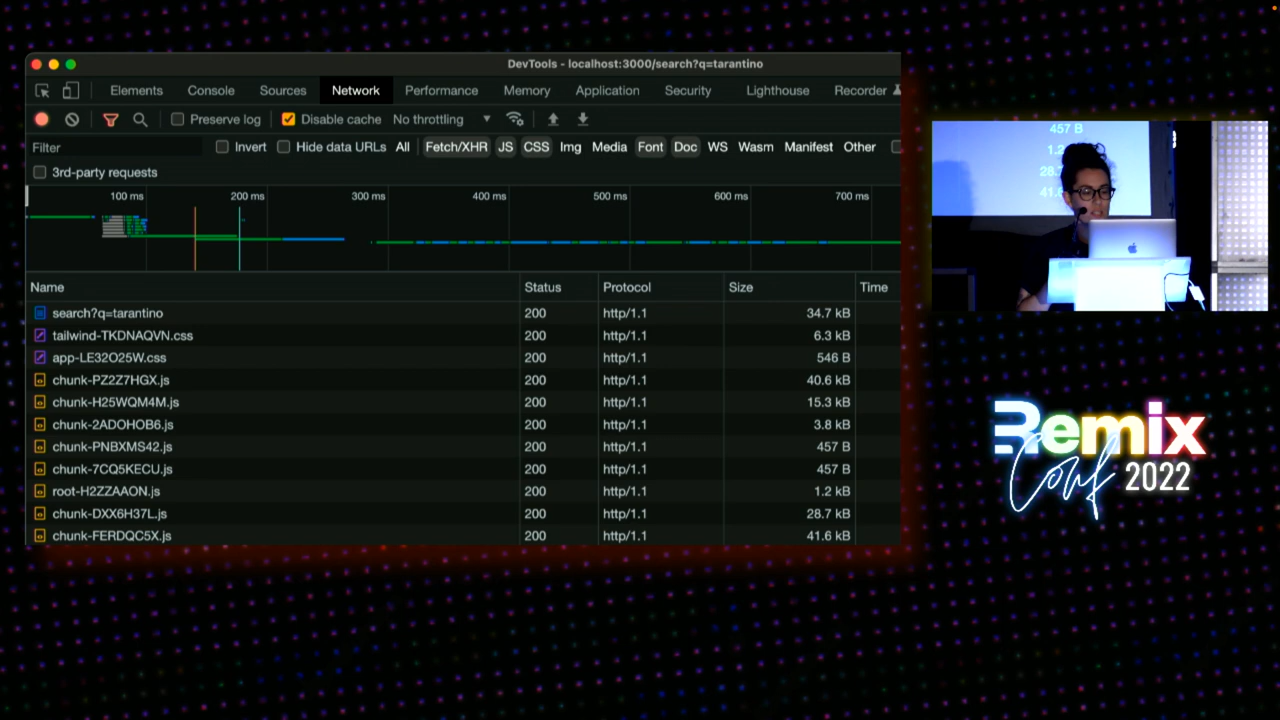 DevTools - localhost:3000/search?q=tarantino
Elements Console Sources Network Performance Memory Application Security Lighthouse Recorder
Preserve log Disable cache No throttling
Filter Invert Hide data URLs All Fetch/XHR JS CSS Img Media Font Doc WS Wasm Manifest Other
3rd-party requests
100 ms 200 ms 300 ms 400 ms 500 ms 600 ms 700 ms
Name Status Protocol Size Time
search?q=tarantino 200 http/1.1 34.7 kB
tailwind-TKDNAQVN.css 200 http/1.1 6.3 kB
app-LE32O25W.css 200 http/1.1 546 B
chunk-PZ2Z7HGX.js 200 http/1.1 40.6 kB
chunk-H25WQM4M.js 200 http/1.1 15.3 kB
chunk-2ADOHOB6.js 200 http/1.1 3.8 kB
chunk-PNBXMS42.js 200 http/1.1 457 B
chunk-7CQ5KECU.js 200 http/1.1 457 B
root-H2ZZAAON.js 200 http/1.1 1.2 kB
chunk-DXX6H37L.js 200 http/1.1 28.7 kB
chunk-FERDQC5X.js 200 http/1.1 41.6 kB
457 B
Remix
Conf 2022